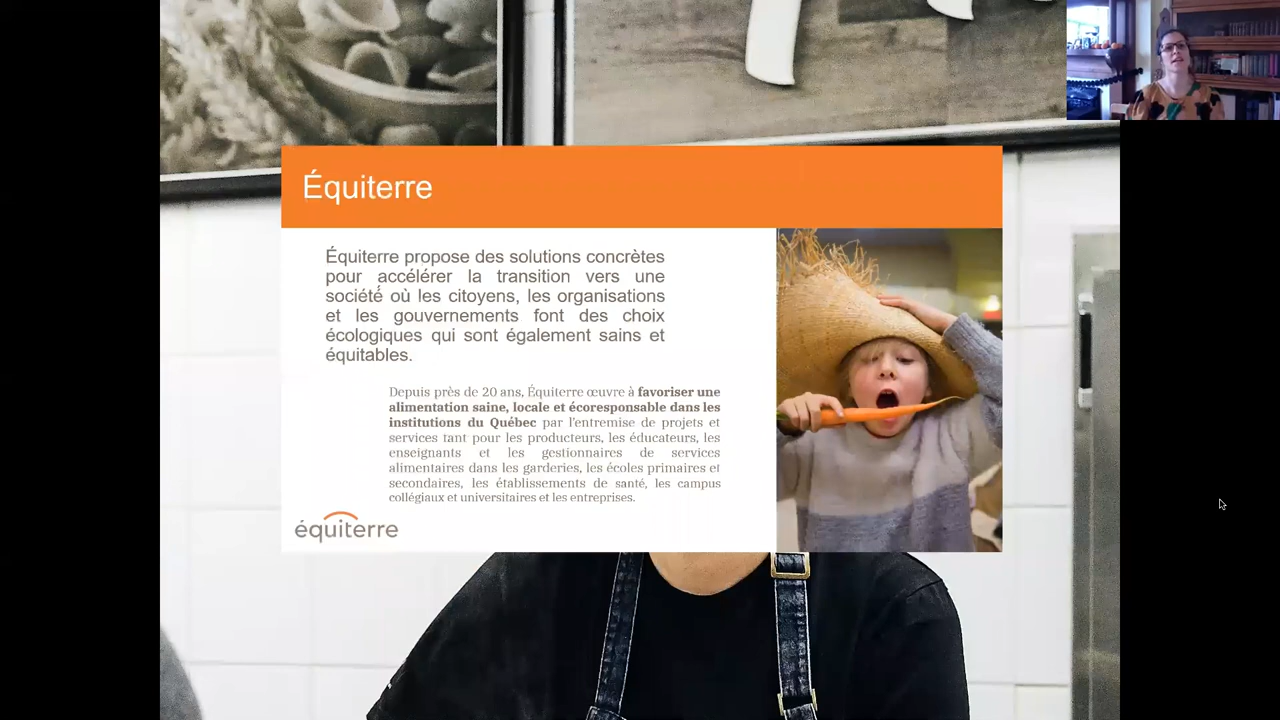 Équiterre
Équiterre propose des solutions concrètes
pour accélérer la transition vers une
société où les citoyens, les organisations
et les gouvernements font des choix
écologiques qui sont également sains et
équitables.
Depuis près de 20 ans, Équiterre œuvre à favoriser une
alimentation saine, locale et écoresponsable dans les
institutions du Québec par l'entremise de projets et
services tant pour les producteurs, les éducateurs, les
enseignants et les gestionnaires de services
alimentaires dans les garderies, les écoles primaires et
secondaires, les établissements de santé, les campus
collégiaux et universitaires et les entreprises.
équiterre